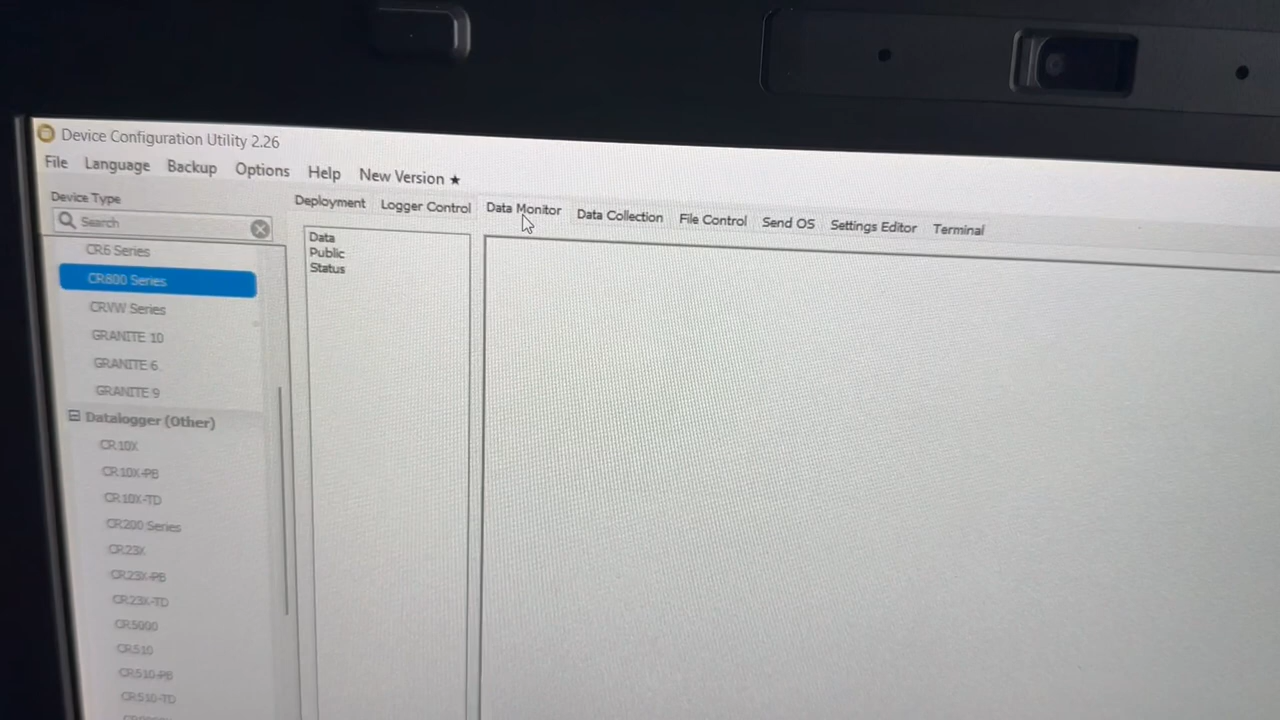 Device Configuration Utility 2.26
File Language Backup Options Help New Version ★
Device Type
Search
CR6 Series
CR800 Series
CRVW Series
GRANITE 10
GRANITE 6
GRANITE 9
Datalogger (Other)
CR10X
CR10X-PB
CR10X-TD
CR200 Series
CR23X
CR23X-PB
CR23X-TD
CR5000
CR510
CR510-PB
CR510-TD
Deployment Logger Control Data Monitor Data Collection File Control Send OS Settings Editor Terminal
Data
Public
Status